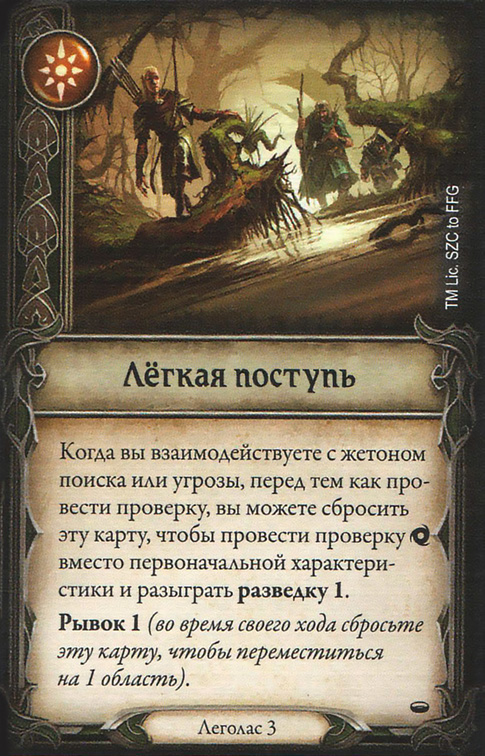 TM Lic. SZC to FFG
Лёгкая поступь
Когда вы взаимодействуете с жетоном
поиска или угрозы, перед тем как про-
вести проверку, вы можете сбросить
эту карту, чтобы провести проверку
вместо первоначальной характери-
стики и разыграть разведку 1.
Рывок 1 (во время своего хода сбросьте
эту карту, чтобы переместиться
на 1 область).
Леголас 3